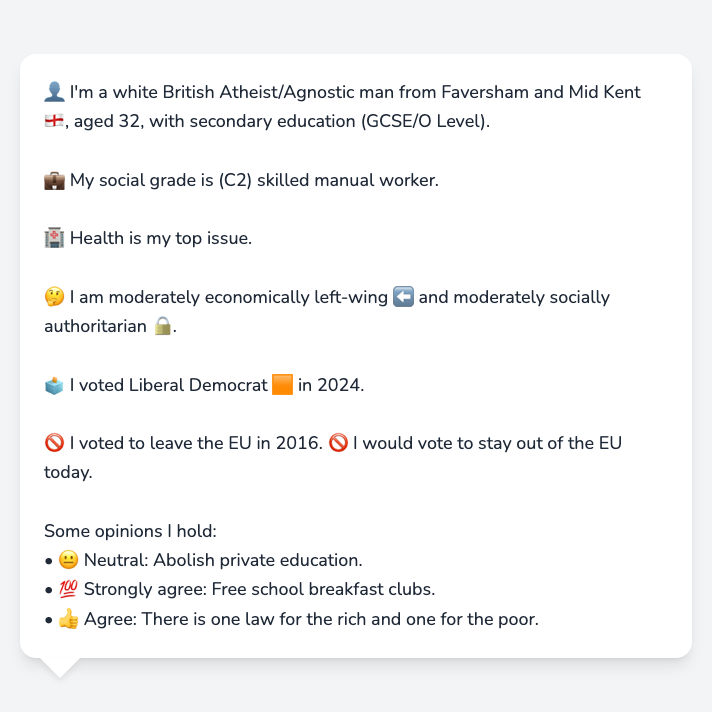 👤 I'm a white British Atheist/Agnostic man from Faversham and Mid Kent
🏴󠁧󠁢󠁥󠁮󠁧󠁿, aged 32, with secondary education (GCSE/O Level).
💼 My social grade is (C2) skilled manual worker.
🏥 Health is my top issue.
🤔 I am moderately economically left-wing ⬅️ and moderately socially
authoritarian 🔒.
🗳️ I voted Liberal Democrat 🟧 in 2024.
🚫 I voted to leave the EU in 2016. 🚫 I would vote to stay out of the EU
today.
Some opinions I hold:
• 😐 Neutral: Abolish private education.
• 💯 Strongly agree: Free school breakfast clubs.
• 👍 Agree: There is one law for the rich and one for the poor.